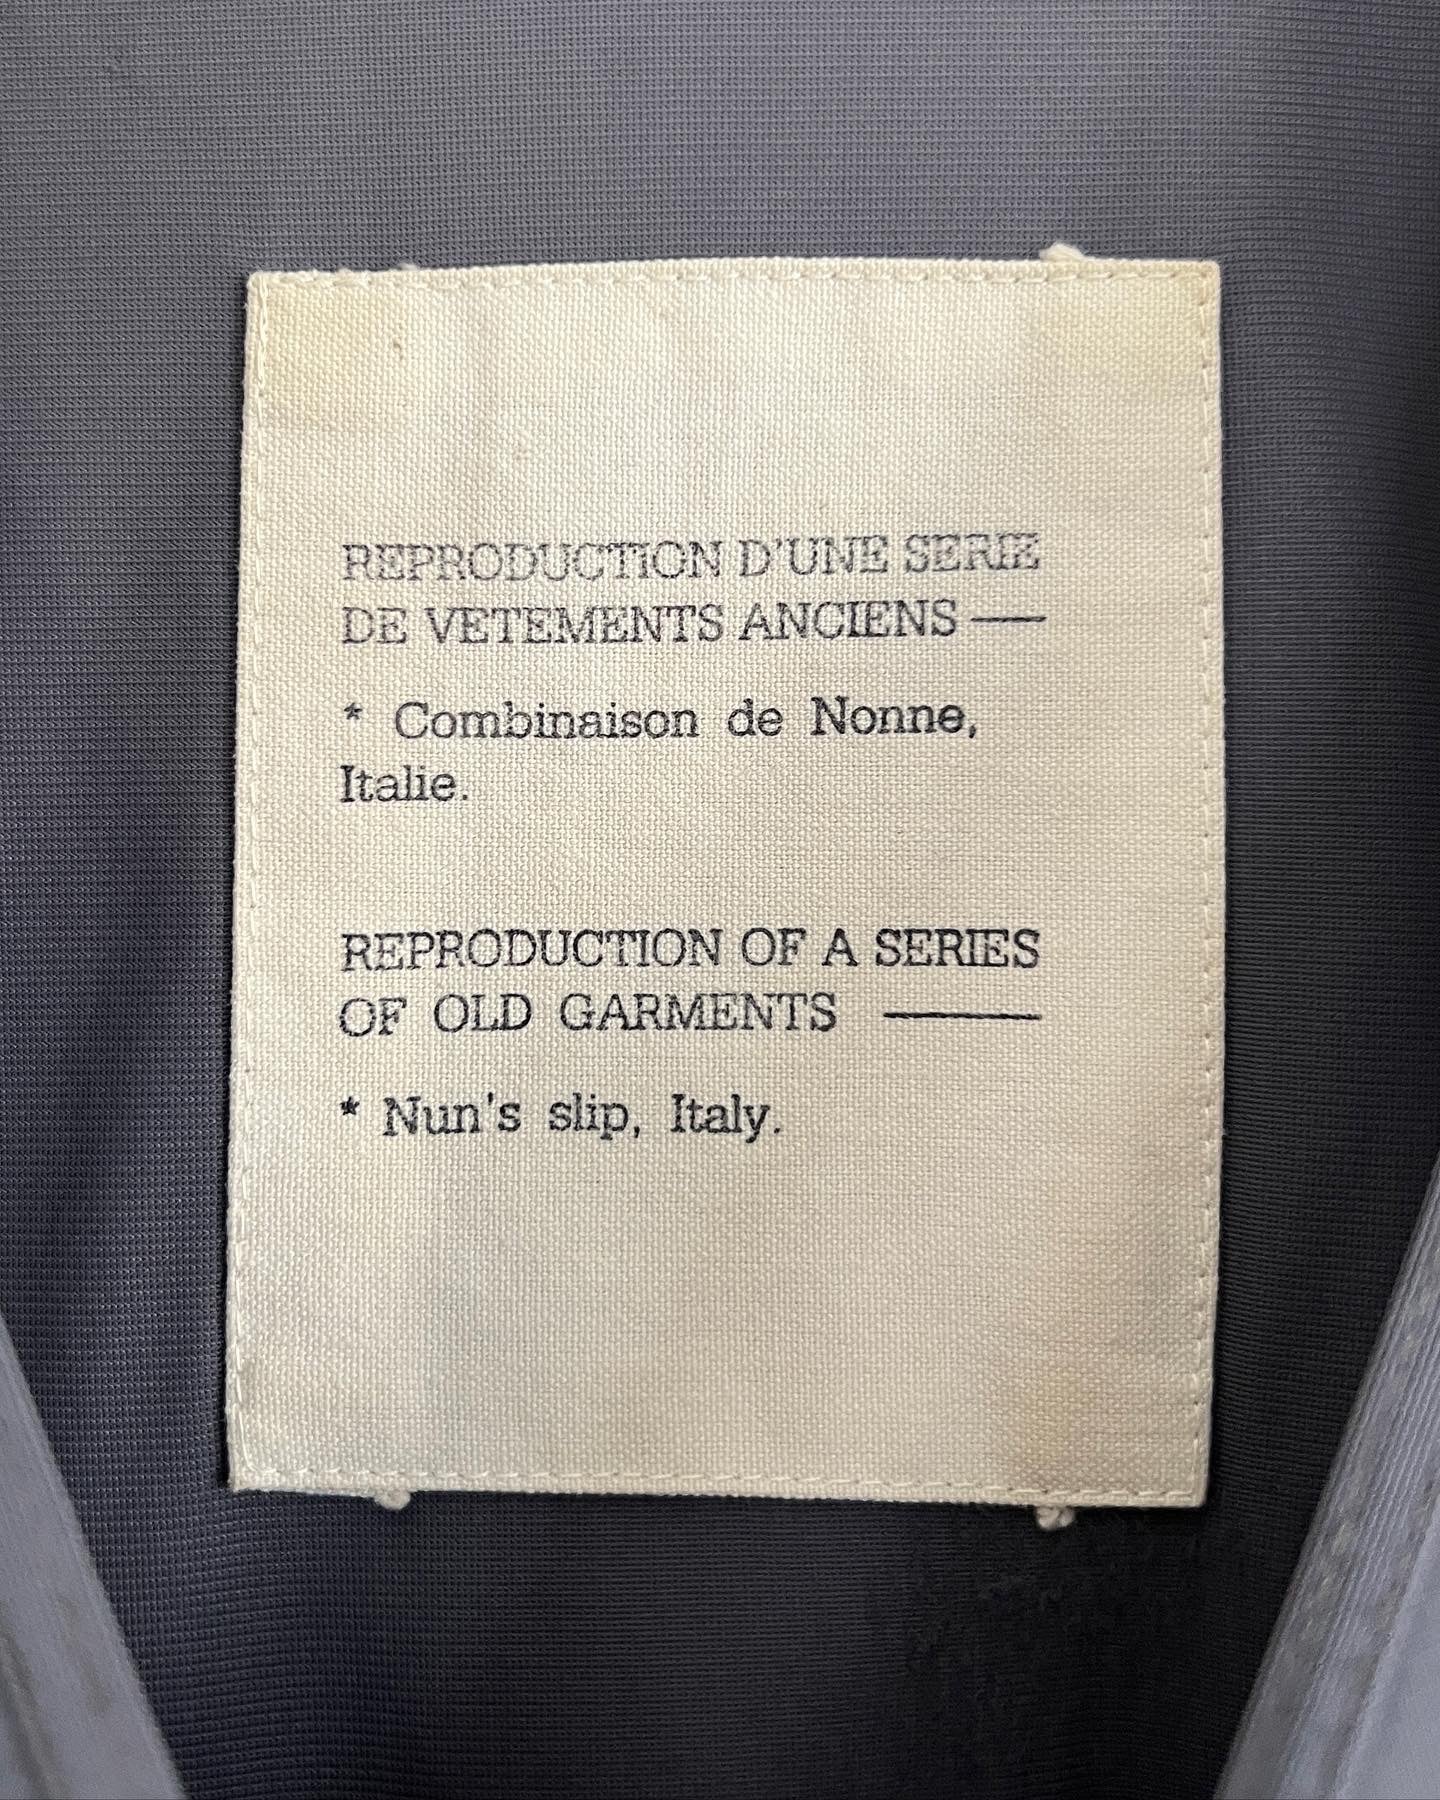 REPRODUCTION D'UNE SERIE
DE VETEMENTS ANCIENS —
* Combinaison de Nonne,
Italie.
REPRODUCTION OF A SERIES
OF OLD GARMENTS ——
* Nun's slip, Italy.